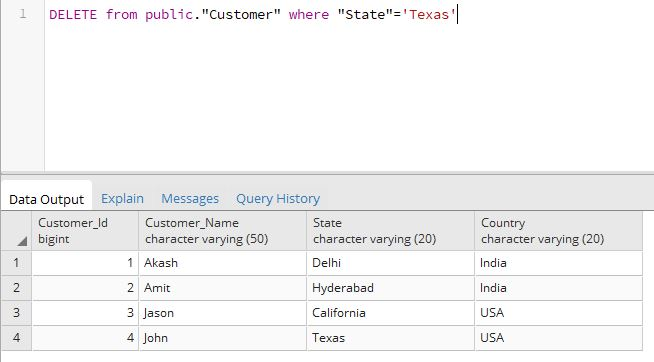 1 DELETE from public."Customer" where "State"='Texas'
Data Output Explain Messages Query History
Customer_Id Customer_Name State Country
bigint character varying (50) character varying (20) character varying (20)
1 1 Akash Delhi India
2 2 Amit Hyderabad India
3 3 Jason California USA
4 4 John Texas USA